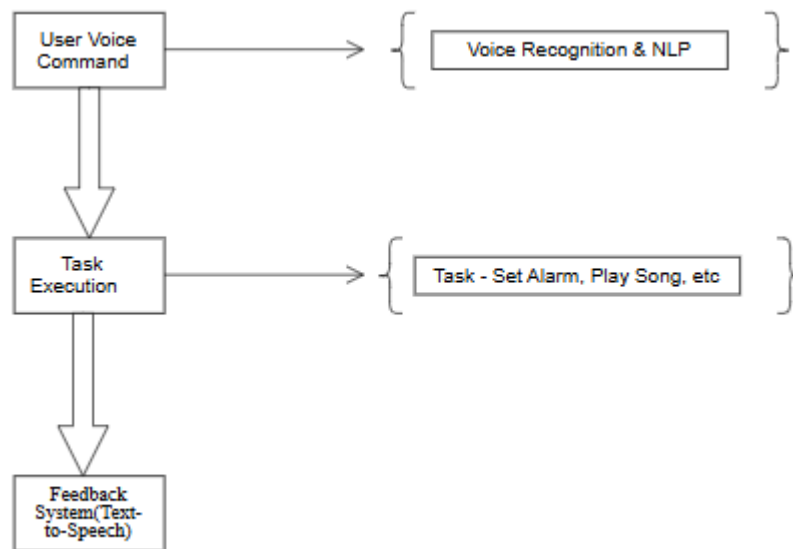 User Voice
Command
Voice Recognition & NLP
Task
Execution
Task - Set Alarm, Play Song, etc
Feedback
System(Text-
to-Speech)